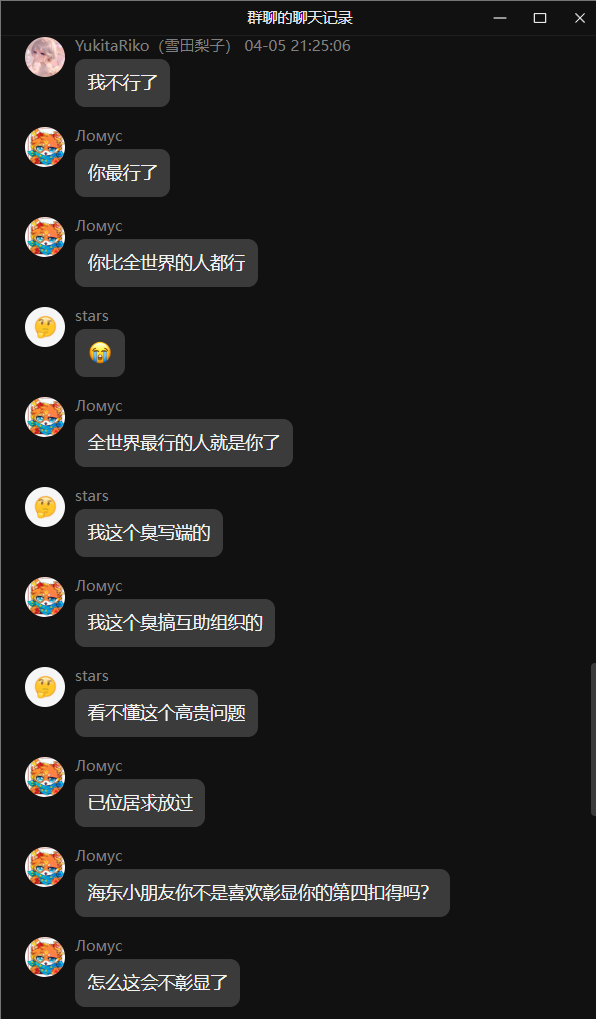 群聊的聊天记录
YukitaRiko（雪田梨子） 04-05 21:25:06
我不行了
Ломус
你最行了
Ломус
你比全世界的人都行
stars
😭
Ломус
全世界最行的人就是你了
stars
我这个臭写端的
Ломус
我这个臭搞互助组织的
stars
看不懂这个高贵问题
Ломус
已位居求放过
Ломус
海东小朋友你不是喜欢彰显你的第四扣得吗？
Ломус
怎么这会不彰显了